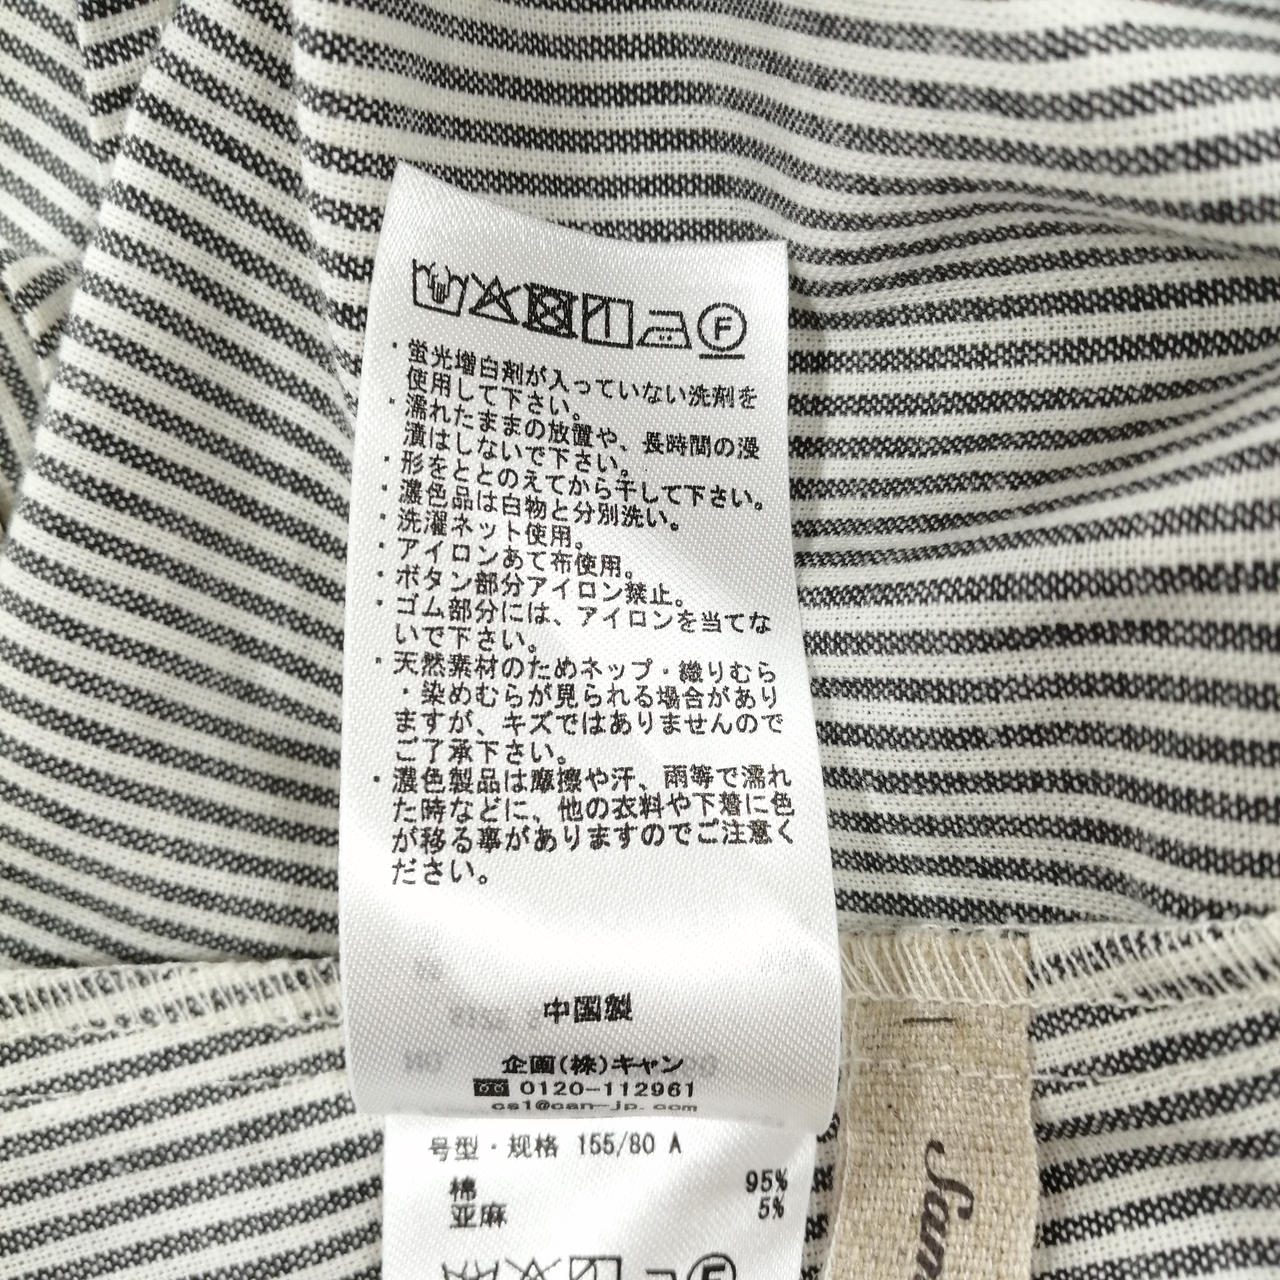 F
・蛍光増白剤が入っていない洗剤を
使用して下さい。
・濡れたままの放置や、長時間の浸
漬はしないで下さい。
・形をととのえてから干して下さい。
・濃色品は白物と分別洗い。
・洗濯ネット使用。
・アイロンあて布使用。
・ボタン部分アイロン禁止。
・ゴム部分には、アイロンを当てな
いで下さい。
・天然素材のためネップ・織りむら
・染めむらが見られる場合があり
ますが、キズではありませんので
ご了承下さい。
・濃色製品は摩擦や汗、雨等で濡れ
た時などに、他の衣料や下着に色
が移る事がありますのでご注意く
ださい。
中国製
企画(株)キャン
0120-112961
cs1@can-jp.com
号型・规格 155/80 A
棉 95%
亚麻 5%
F
Sam